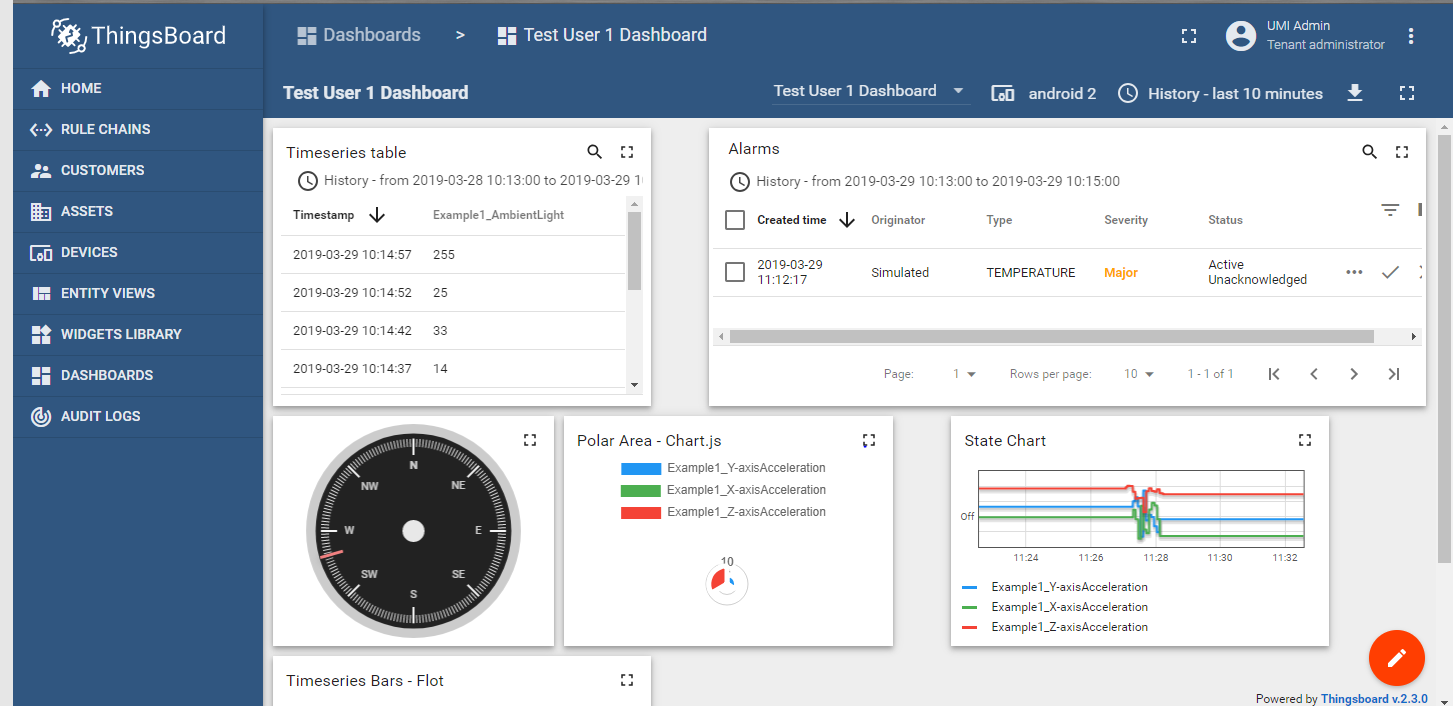 ThingsBoard
Dashboards > Test User 1 Dashboard
UMI Admin
Tenant administrator
HOME
RULE CHAINS
CUSTOMERS
ASSETS
DEVICES
ENTITY VIEWS
WIDGETS LIBRARY
DASHBOARDS
AUDIT LOGS
Test User 1 Dashboard
Test User 1 Dashboard
android 2
History - last 10 minutes
Timeseries table
History - from 2019-03-28 10:13:00 to 2019-03-29 1
Timestamp Example1_AmbientLight
2019-03-29 10:14:57 255
2019-03-29 10:14:52 25
2019-03-29 10:14:42 33
2019-03-29 10:14:37 14
Alarms
History - from 2019-03-29 10:13:00 to 2019-03-29 10:15:00
Created time Originator Type Severity Status
2019-03-29
11:12:17
Simulated TEMPERATURE Major
Active
Unacknowledged
Page: 1 Rows per page: 10 1 - 1 of 1
N
NE
E
SE
S
SW
W
NW
Polar Area - Chart.js
Example1_Y-axisAcceleration
Example1_X-axisAcceleration
Example1_Z-axisAcceleration
10
State Chart
Off
11:24 11:26 11:28 11:30 11:32
Example1_Y-axisAcceleration
Example1_X-axisAcceleration
Example1_Z-axisAcceleration
Timeseries Bars - Flot
Powered by Thingsboard v.2.3.0